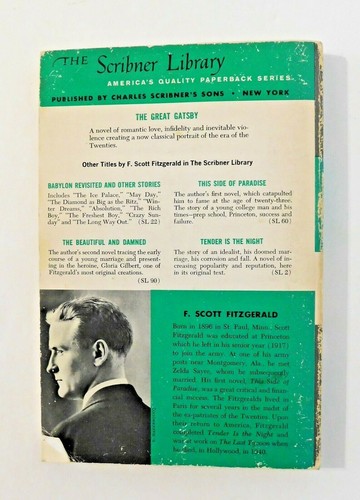 THE Scribner Library
AMERICA'S QUALITY PAPERBACK SERIES
PUBLISHED BY CHARLES SCRIBNER'S SONS • NEW YORK
THE GREAT GATSBY
A novel of romantic love, infidelity and inevitable vio-
lence creating a now classical portrait of the era of the
Twenties.
Other Titles by F. Scott Fitzgerald in The Scribner Library
BABYLON REVISITED AND OTHER STORIES
Includes "The Ice Palace," "May Day,"
"The Diamond as Big as the Ritz," "Win-
ter Dreams," "Absolution," "The Rich
Boy," "The Freshest Boy," "Crazy Sun-
day" and "The Long Way Out." (SL 22)
THIS SIDE OF PARADISE
The author's first novel, which catapulted
him to fame at the age of twenty-three.
The story of a young college man and his
times—prep school, Princeton, success and
failure. (SL 60)
THE BEAUTIFUL AND DAMNED
The author's second novel tracing the early
course of a young marriage and present-
ing in the heroine, Gloria Gilbert, one of
Fitzgerald's most original creations.
(SL 90)
TENDER IS THE NIGHT
The story of an idealist, his doomed mar-
riage, his corrosion and fall. A novel of in-
creasing popularity and reputation, here
in its original text. (SL 2)
F. SCOTT FITZGERALD
Born in 1896 in St. Paul, Minn., Scott
Fitzgerald was educated at Princeton
which he left in his senior year (1917)
to join the army. At one of his army
posts near Montgomery, Ala., he met
Zelda Sayre, whom he subsequently
married. His first novel, This Side of
Paradise, was a great critical and finan-
cial success. The Fitzgeralds lived in
Paris for several years in the midst of
the ex-patriates of the Twenties. Upon
their return to America, Fitzgerald
completed Tender Is the Night and
was at work on The Last Tycoon when
he died, in Hollywood, in 1940.